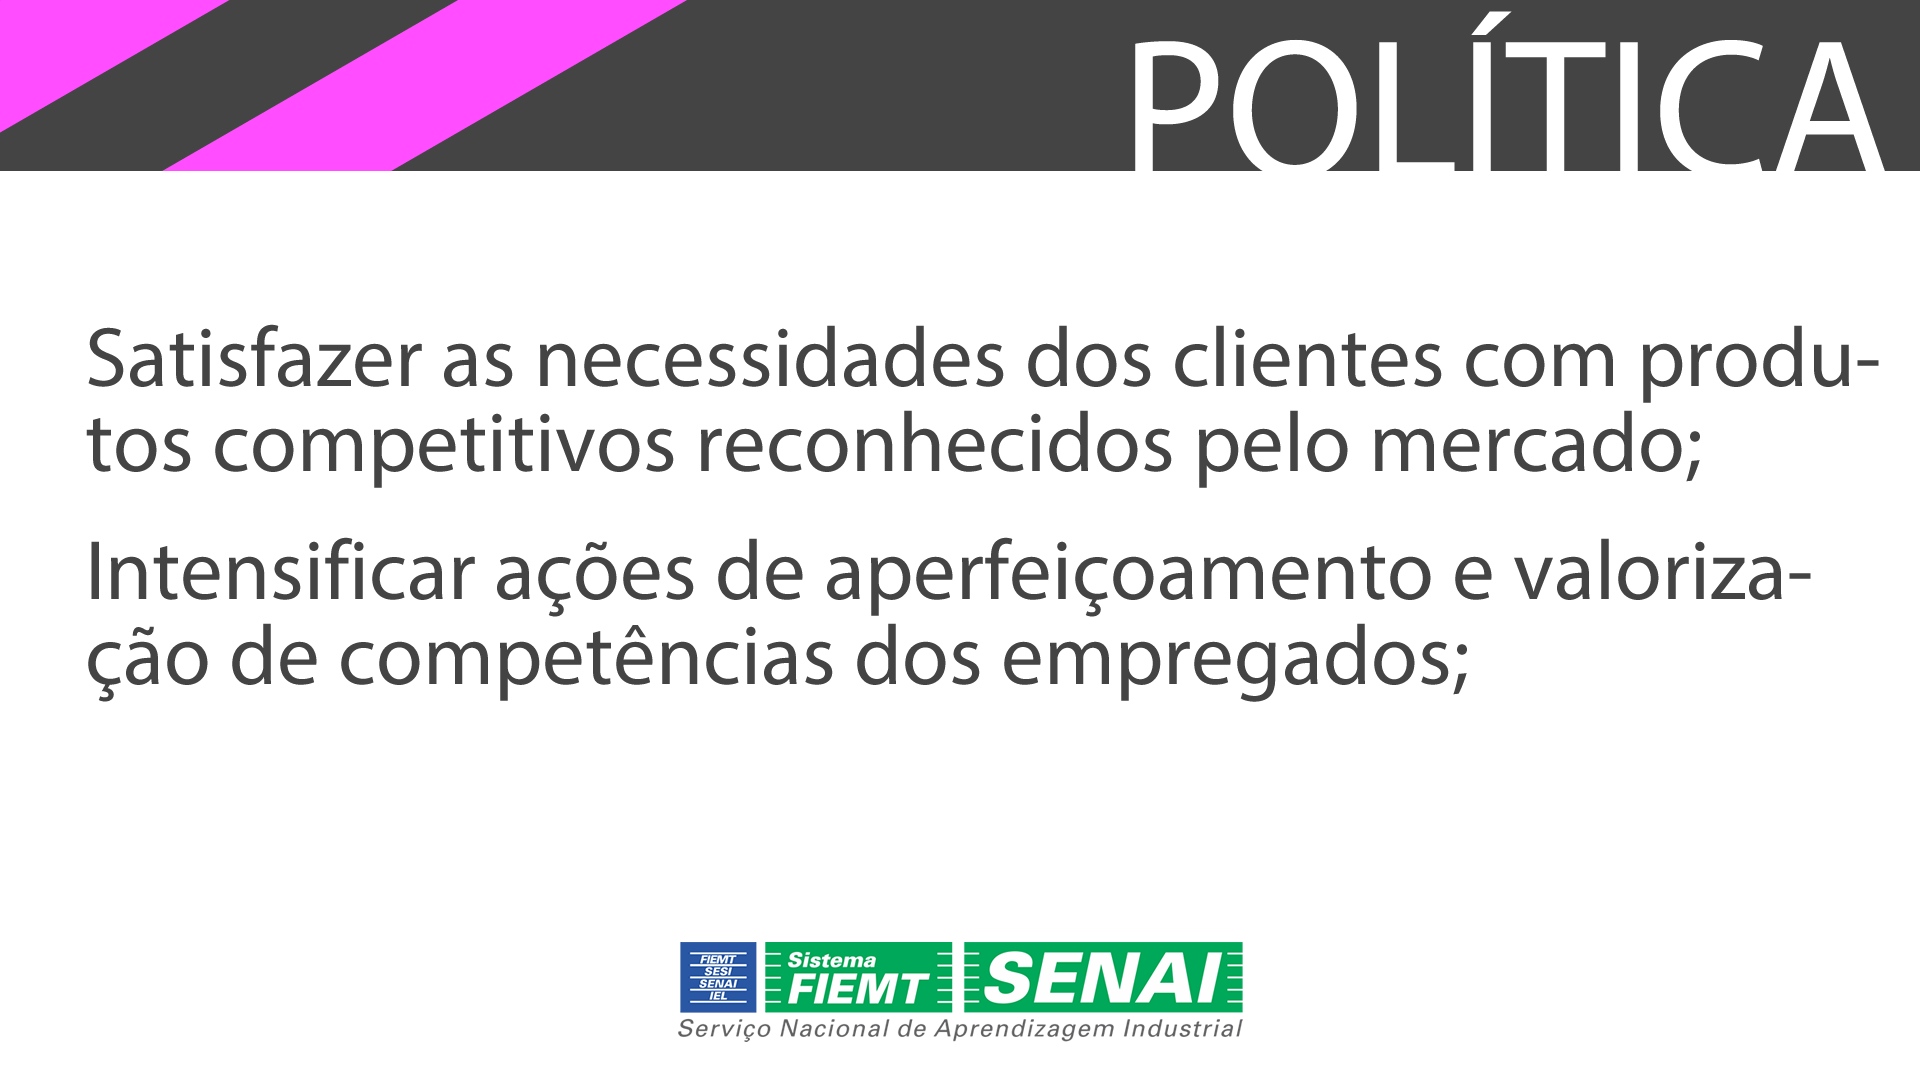 POLÍTICA
Satisfazer as necessidades dos clientes com produ-
tos competitivos reconhecidos pelo mercado;
Intensificar ações de aperfeiçoamento e valoriza-
ção de competências dos empregados;
FIEMT
SESI
SENAI
IEL
Sistema
FIEMT
SENAI
Serviço Nacional de Aprendizagem Industrial